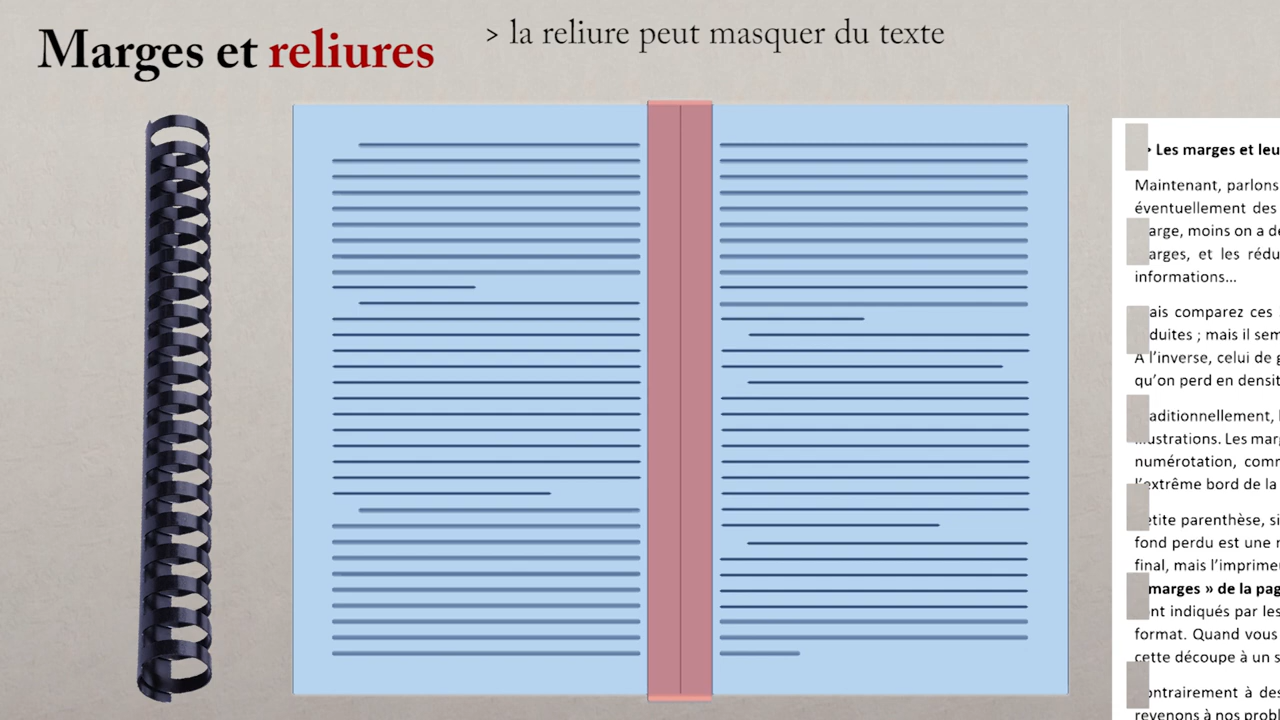 Marges et reliures
> la reliure peut masquer du texte
Les marges et leu
Maintenant, parlons
éventuellement des
arge, moins on a de
arges, et les rédu
informations...
ais comparez ces
duites ; mais il sem
A l'inverse, celui de g
qu'on perd en densit
aditionnellement, l
ustrations. Les marg
numérotation, comm
l'extrême bord de la
etite parenthèse, si
fond perdu est une
final, mais l'imprime
marges » de la pag
nt indiqués par les
format. Quand vous
cette découpe à un s
ontrairement à des
revenons à nos probl